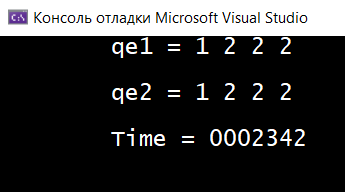 Консоль отладки Microsoft Visual Studio
qe1 = 1 2 2 2
qe2 = 1 2 2 2
Time = 0002342